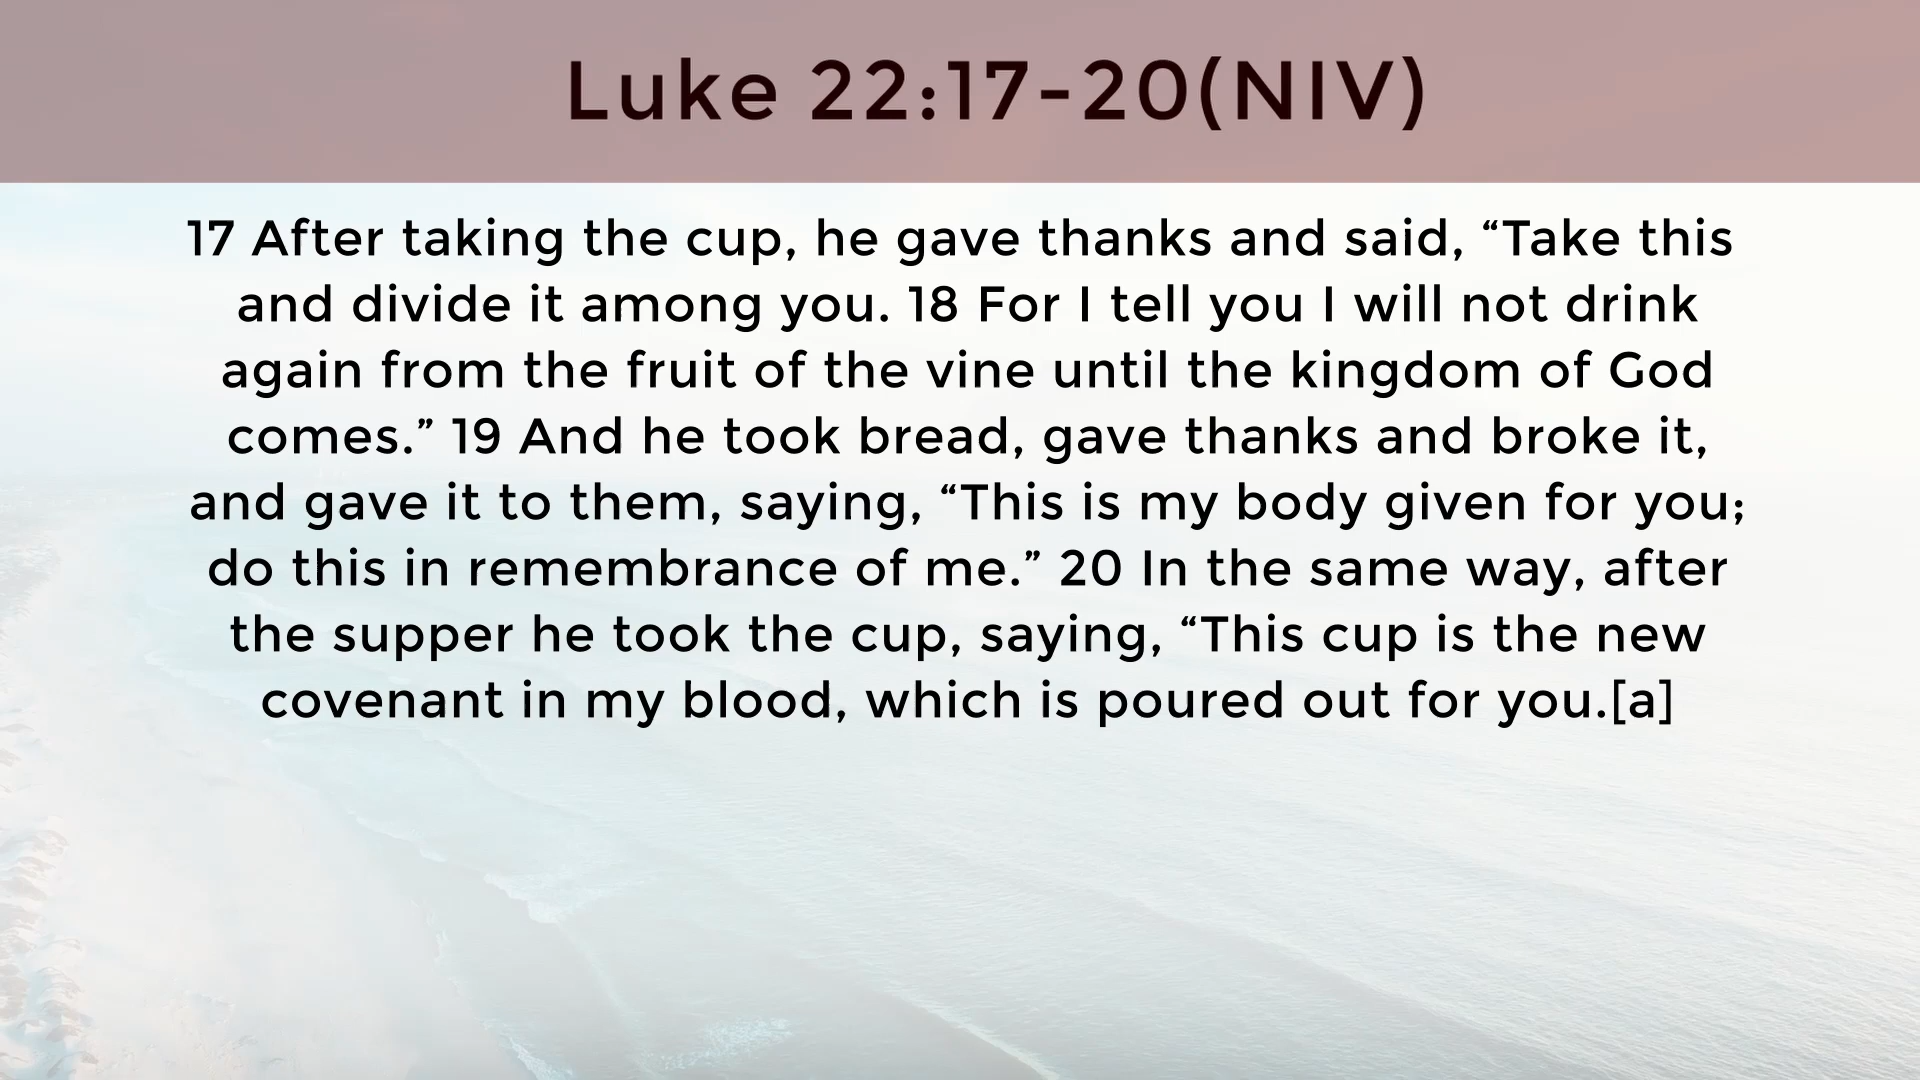 Luke 22:17-20(NIV)
17 After taking the cup, he gave thanks and said, “Take this
and divide it among you. 18 For I tell you I will not drink
again from the fruit of the vine until the kingdom of God
comes.” 19 And he took bread, gave thanks and broke it,
and gave it to them, saying, “This is my body given for you;
do this in remembrance of me.” 20 In the same way, after
the supper he took the cup, saying, “This cup is the new
covenant in my blood, which is poured out for you.[a]